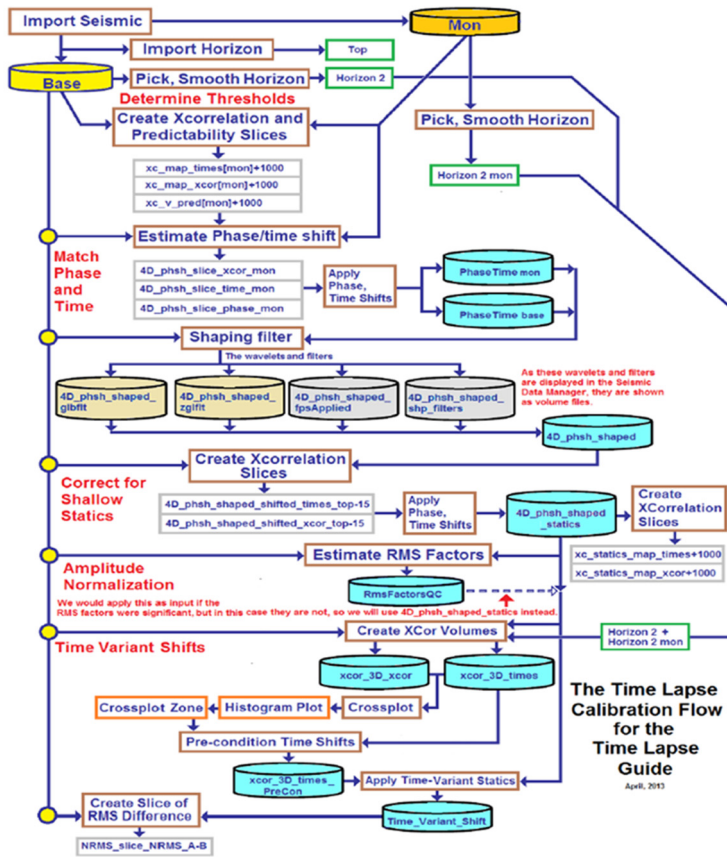 Import Seismic
Mon
Import Horizon
Top
Base
Pick, Smooth Horizon
Horizon 2
Determine Thresholds
Create Xcorrelation and
Predictability Slices
Pick, Smooth Horizon
xc_map_times[mon]+1000
xc_map_xcor[mon]+1000
xc_v_pred[mon]+1000
Horizon 2 mon
Estimate Phase/time shift
Match
Phase
and
Time
4D_phsh_slice_xcor_mon
4D_phsh_slice_time_mon
4D_phsh_slice_phase_mon
Apply
Phase,
Time Shifts
PhaseTime mon
PhaseTime base
Shaping filter
The wavelets and filters
4D_phsh_shaped_
glbflt
4D_phsh_shaped_
zglflt
4D_phsh_shaped_
fpsApplied
4D_phsh_shaped_
shp_filters
As these wavelets and filters
are displayed in the Seismic
Data Manager, they are shown
as volume files.
4D_phsh_shaped
Create Xcorrelation
Slices
Correct for
Shallow
Statics
4D_phsh_shaped_shifted_times_top-15
4D_phsh_shaped_shifted_xcor_top-15
Apply
Phase,
Time Shifts
4D_phsh_shaped
_statics
Create
XCorrelation
Slices
xc_statics_map_times+1000
xc_statics_map_xcor+1000
Estimate RMS Factors
Amplitude
Normalization
RmsFactorsQC
We would apply this as input if the
RMS factors were significant, but in this case they are not, so we will use 4D_phsh_shaped_statics instead.
Time Variant Shifts
Create XCor Volumes
Horizon 2 +
Horizon 2 mon
xcor_3D_xcor
xcor_3D_times
Crossplot Zone
Histogram Plot
Crossplot
Pre-condition Time Shifts
The Time Lapse
Calibration Flow
for the
Time Lapse
Guide
April, 2013
xcor_3D_times_
PreCon
Apply Time-Variant Statics
Create Slice of
RMS Difference
Time_Variant_Shift
NRMS_slice_NRMS_A-B